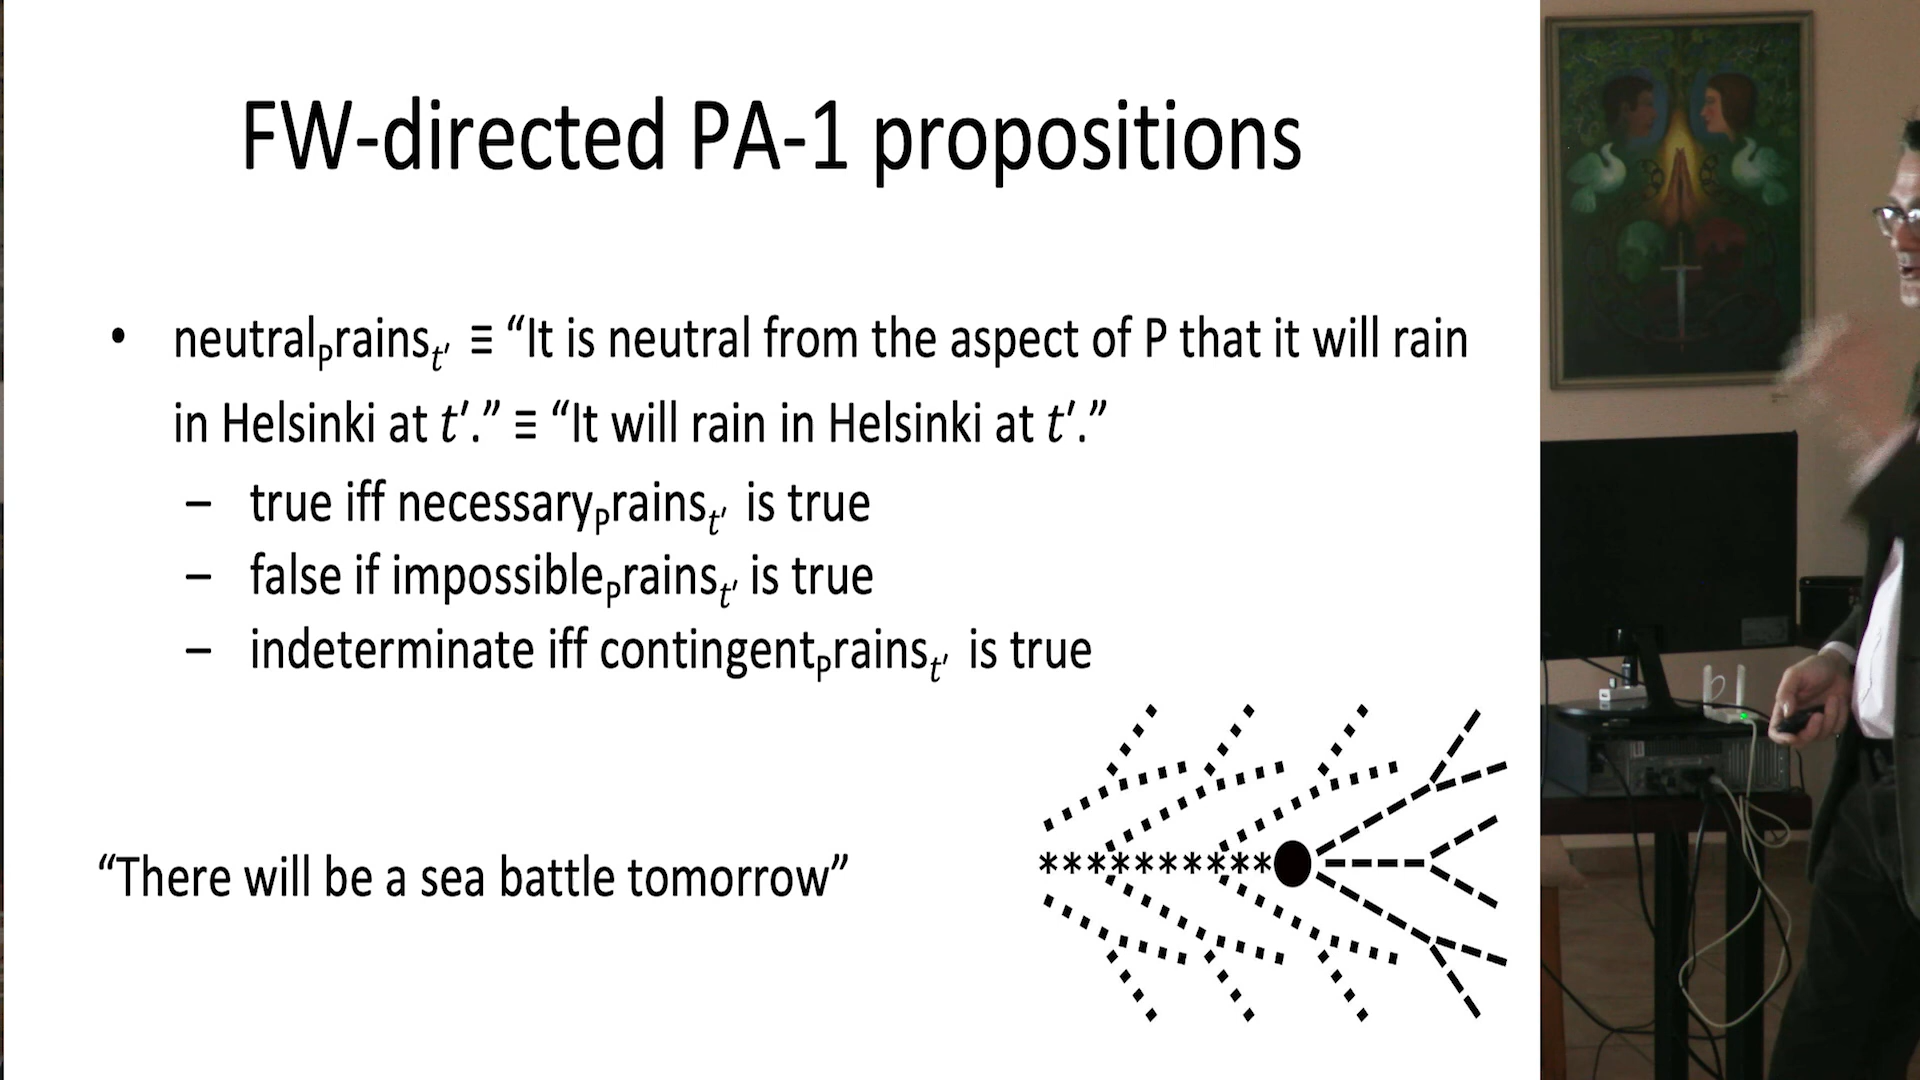 FW-directed PA-1 propositions
• neutralₚrainsₜ′ ≡ “It is neutral from the aspect of P that it will rain
in Helsinki at t′.” ≡ “It will rain in Helsinki at t′.”
– true iff necessaryₚrainsₜ′ is true
– false if impossibleₚrainsₜ′ is true
– indeterminate iff contingentₚrainsₜ′ is true
“There will be a sea battle tomorrow”